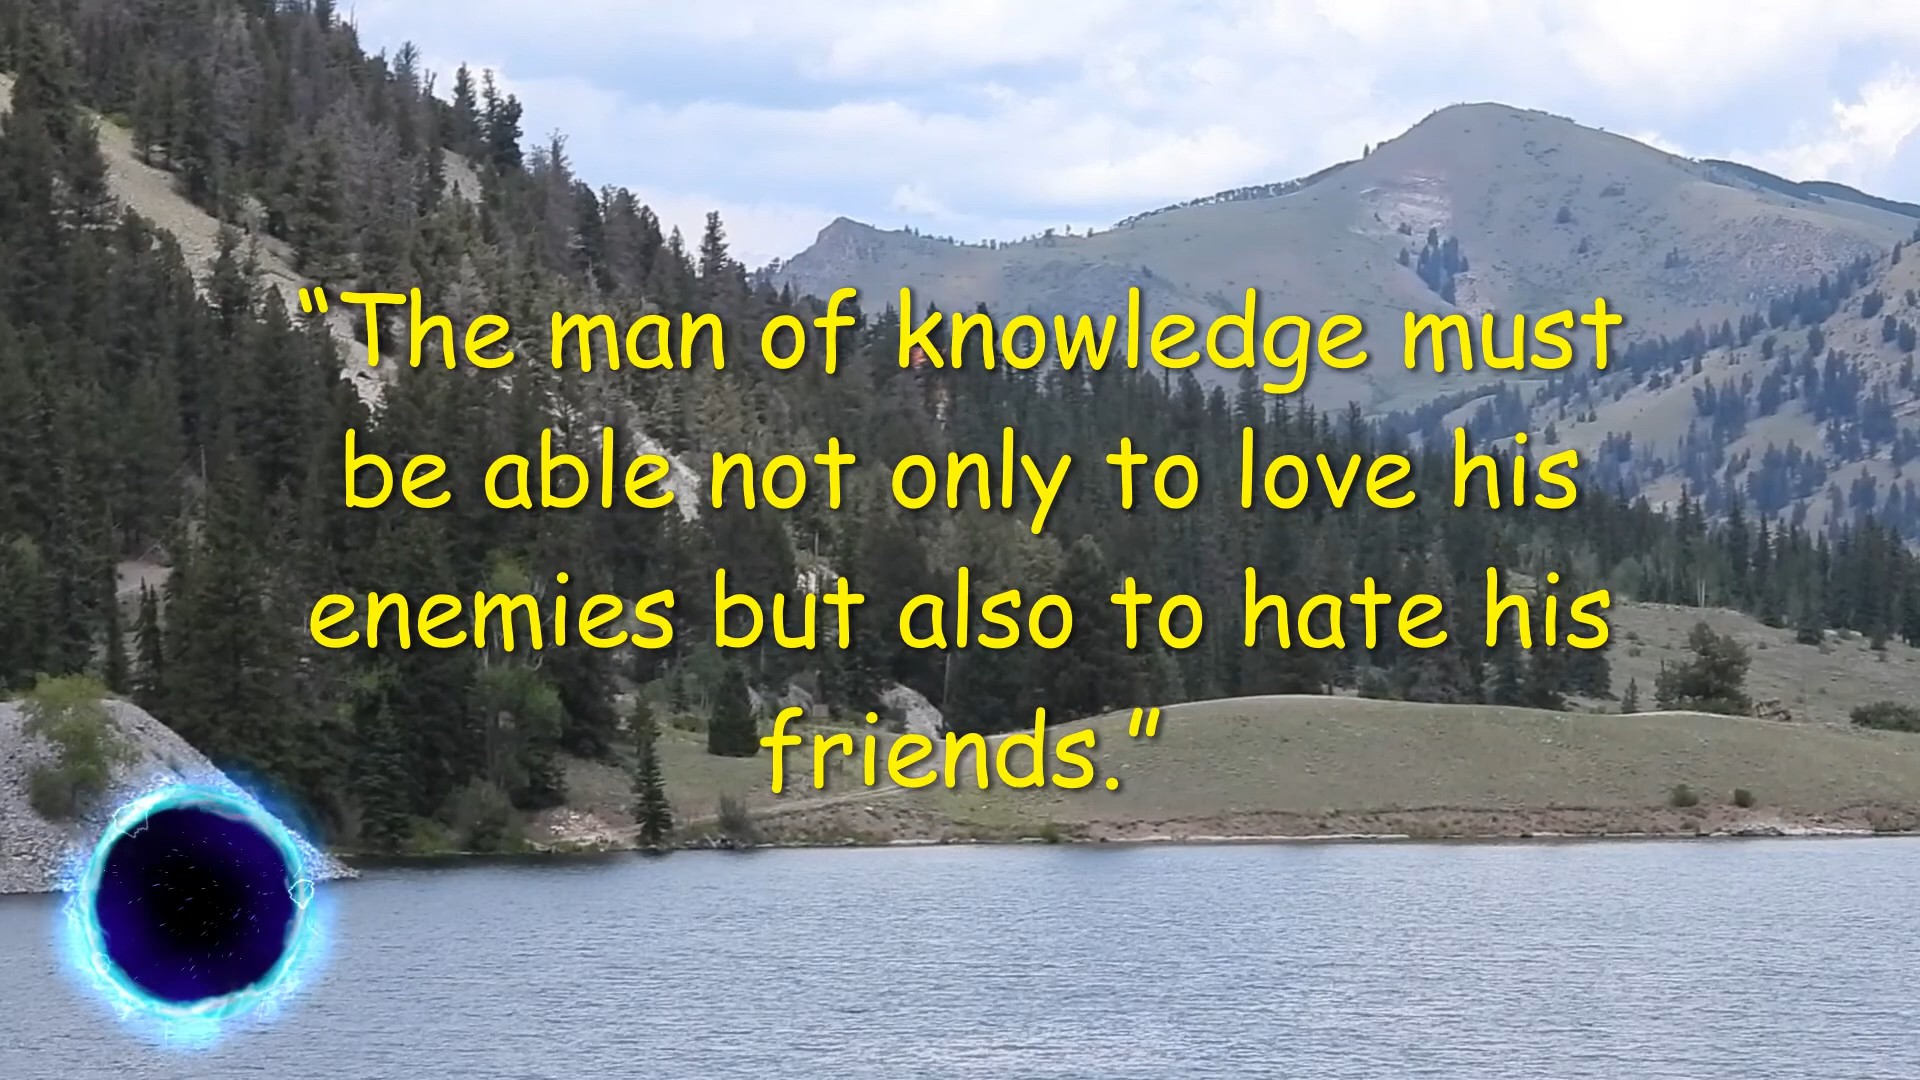 “The man of knowledge must
be able not only to love his
enemies but also to hate his
friends.”